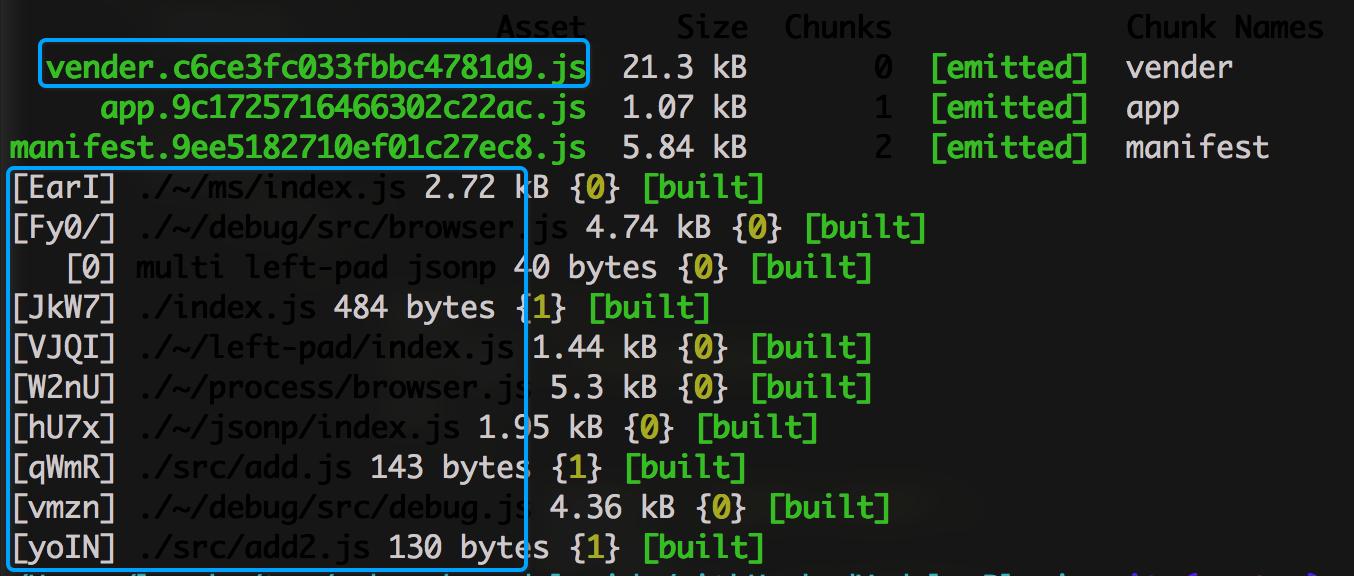 Asset Size Chunks Chunk Names
vender.c6ce3fc033fbbc4781d9.js 21.3 kB 0 [emitted] vender
app.9c1725716466302c22ac.js 1.07 kB 1 [emitted] app
manifest.9ee5182710ef01c27ec8.js 5.84 kB 2 [emitted] manifest
[EarI] ./~/ms/index.js 2.72 kB {0} [built]
[Fy0/] ./~/debug/src/browser.js 4.74 kB {0} [built]
[0] multi left-pad jsonp 40 bytes {0} [built]
[JkW7] ./index.js 484 bytes {1} [built]
[VJQI] ./~/left-pad/index.js 1.44 kB {0} [built]
[W2nU] ./~/process/browser.js 5.3 kB {0} [built]
[hU7x] ./~/jsonp/index.js 1.95 kB {0} [built]
[qWmR] ./src/add.js 143 bytes {1} [built]
[vmzn] ./~/debug/src/debug.js 4.36 kB {0} [built]
[yoIN] ./src/add2.js 130 bytes {1} [built]